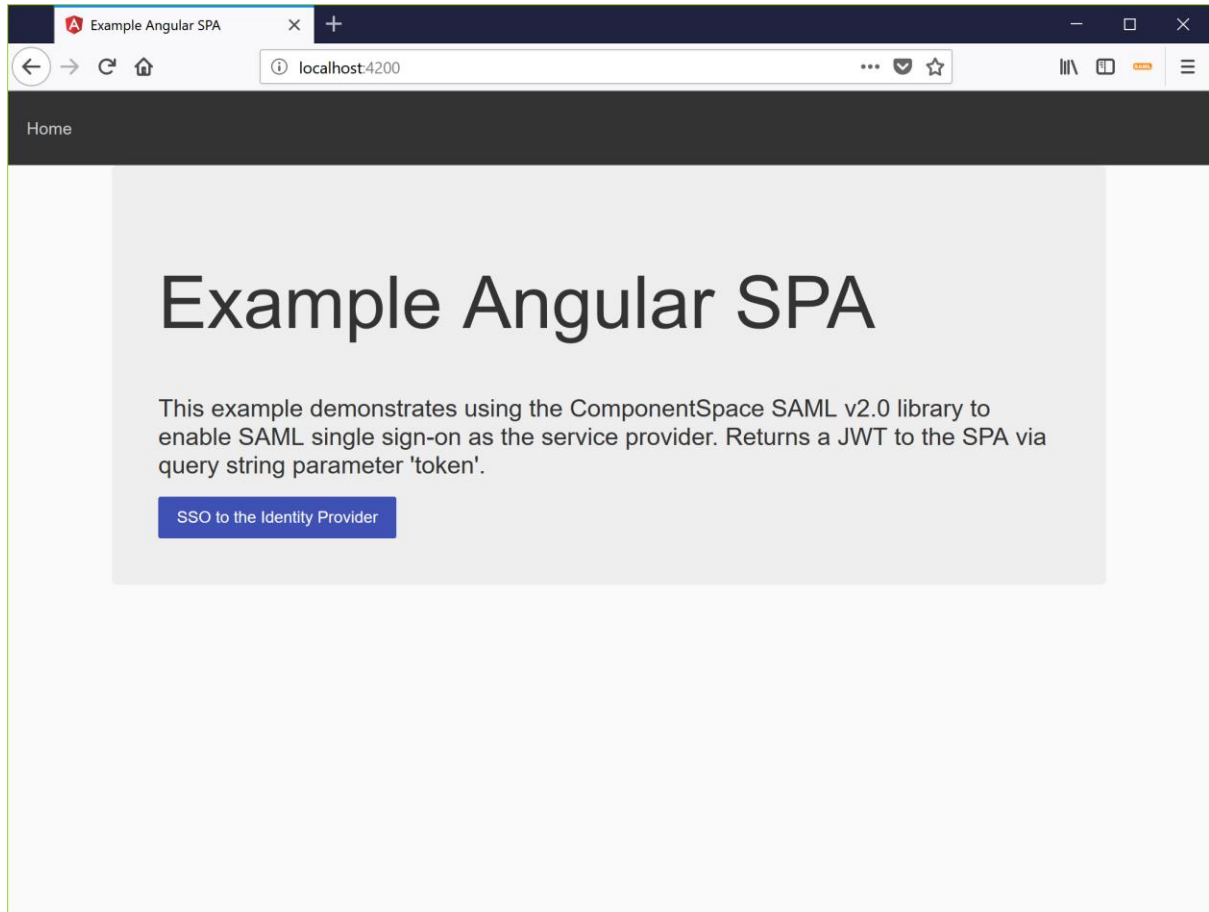 Example Angular SPA
localhost:4200
SAML
Home
Example Angular SPA
This example demonstrates using the ComponentSpace SAML v2.0 library to
enable SAML single sign-on as the service provider. Returns a JWT to the SPA via
query string parameter 'token'.
SSO to the Identity Provider